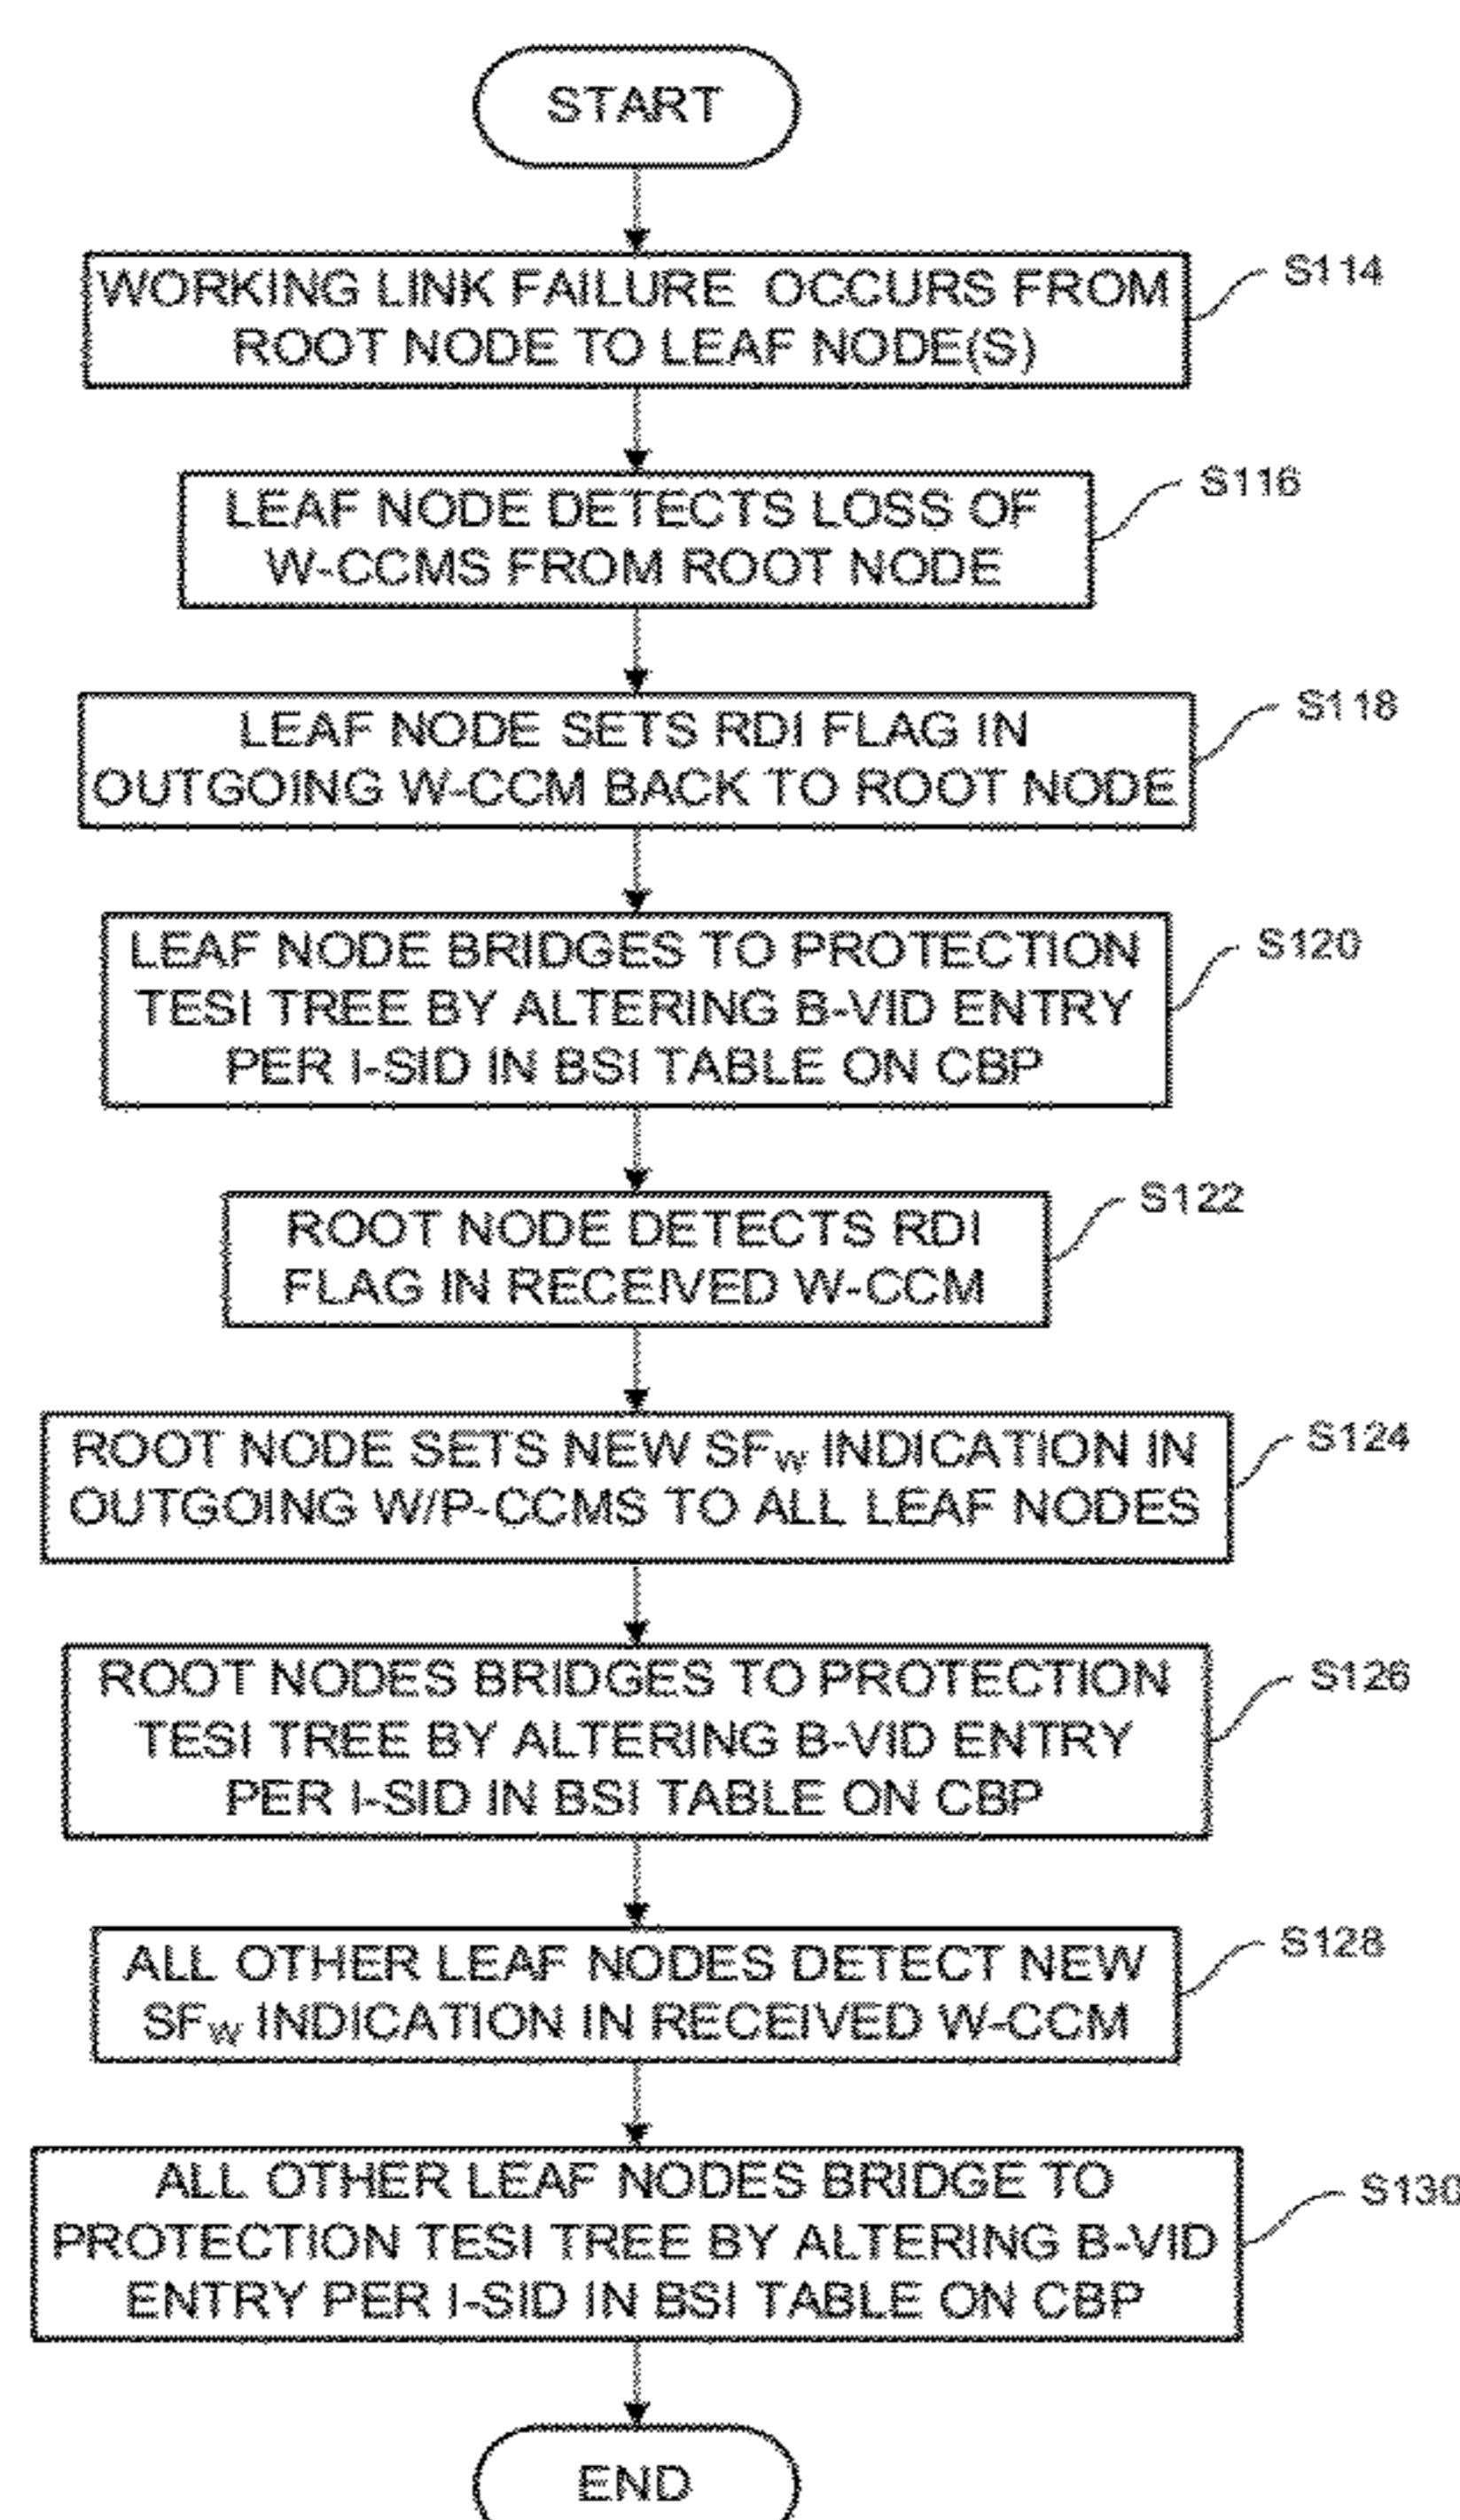 START
WORKING LINK FAILURE OCCURS FROM
ROOT NODE TO LEAF NODE(S)
S114
LEAF NODE DETECTS LOSS OF
W-CCMS FROM ROOT NODE
S116
LEAF NODE SETS RDI FLAG IN
OUTGOING W-CCM BACK TO ROOT NODE
S118
LEAF NODE BRIDGES TO PROTECTION
TESI TREE BY ALTERING B-VID ENTRY
PER I-SID IN BSI TABLE ON CBP
S120
ROOT NODE DETECTS RDI
FLAG IN RECEIVED W-CCM
S122
ROOT NODE SETS NEW SFW INDICATION IN
OUTGOING W/P-CCMS TO ALL LEAF NODES
S124
ROOT NODES BRIDGES TO PROTECTION
TESI TREE BY ALTERING B-VID ENTRY
PER I-SID IN BSI TABLE ON CBP
S126
ALL OTHER LEAF NODES DETECT NEW
SFW INDICATION IN RECEIVED W-CCM
S128
ALL OTHER LEAF NODES BRIDGE TO
PROTECTION TESI TREE BY ALTERING B-VID
ENTRY PER I-SID IN BSI TABLE ON CBP
S130
END